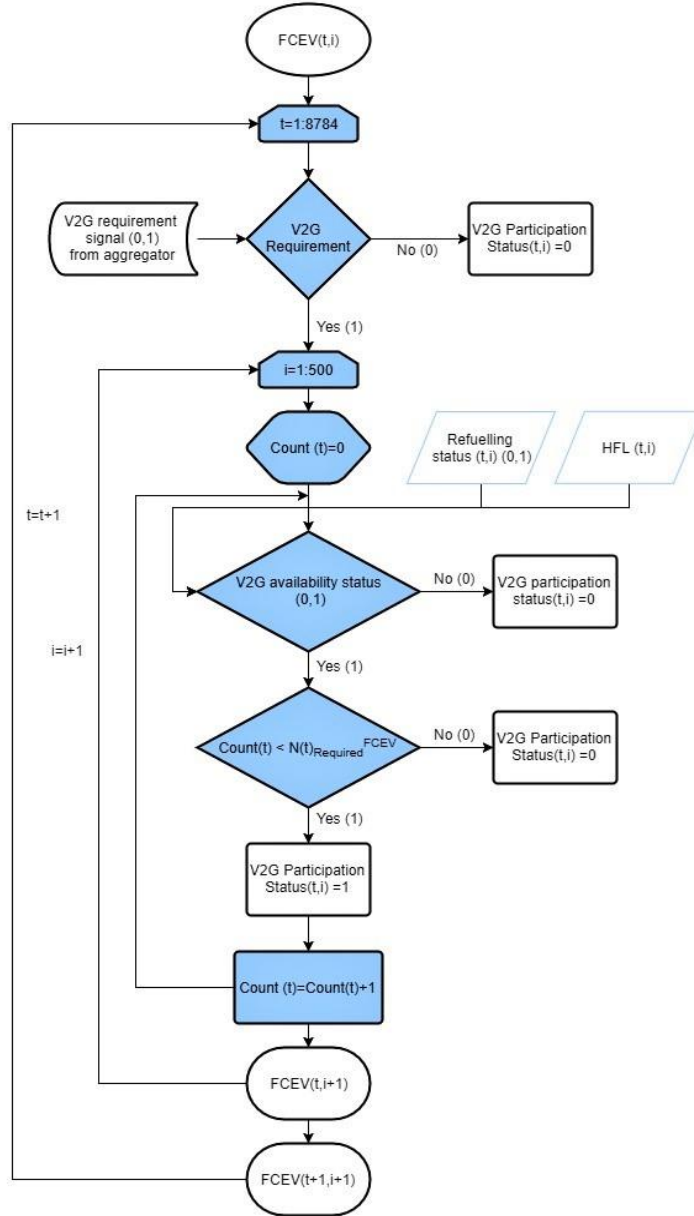 FCEV(t,i)
t=1:8784
V2G requirement
signal (0,1)
from aggregator
V2G
Requirement
No (0)
V2G Participation
Status(t,i) =0
Yes (1)
i=1:500
Count (t)=0
Refuelling
status (t,i) (0,1)
HFL (t,i)
t=t+1
V2G availability status
(0,1)
No (0)
V2G participation
status(t,i) =0
i=i+1
Yes (1)
Count(t) < N(t)RequiredFCEV
No (0)
V2G Participation
Status(t,i) =0
Yes (1)
V2G Participation
Status(t,i) =1
Count (t)=Count(t)+1
FCEV(t,i+1)
FCEV(t+1,i+1)